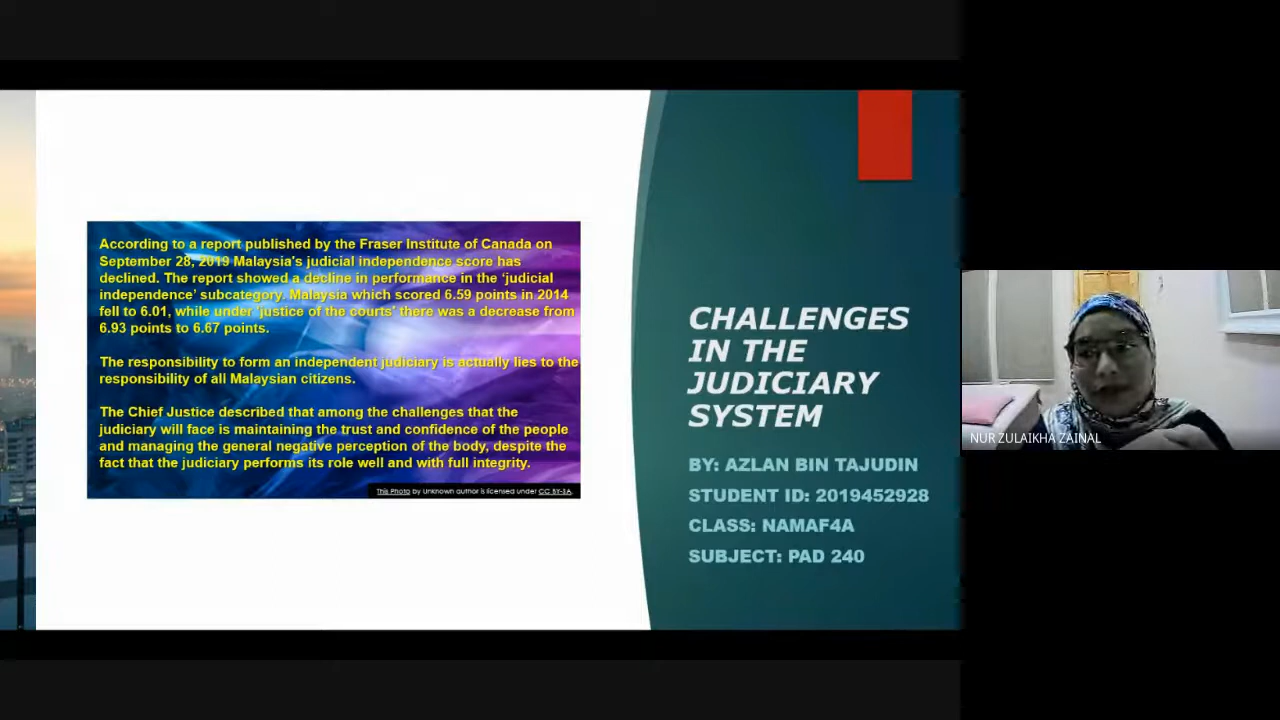 According to a report published by the Fraser Institute of Canada on
September 28, 2019 Malaysia's judicial independence score has
declined. The report showed a decline in performance in the 'judicial
independence' subcategory. Malaysia which scored 6.59 points in 2014
fell to 6.01, while under 'justice of the courts' there was a decrease from
6.93 points to 6.67 points.
The responsibility to form an independent judiciary is actually lies to the
responsibility of all Malaysian citizens.
The Chief Justice described that among the challenges that the
judiciary will face is maintaining the trust and confidence of the people
and managing the general negative perception of the body, despite the
fact that the judiciary performs its role well and with full integrity.
This Photo by Unknown author is licensed under CC BY-SA.
CHALLENGES
IN THE
JUDICIARY
SYSTEM
BY: AZLAN BIN TAJUDIN
STUDENT ID: 2019452928
CLASS: NAMAF4A
SUBJECT: PAD 240
NUR ZULAIKHA ZAINAL